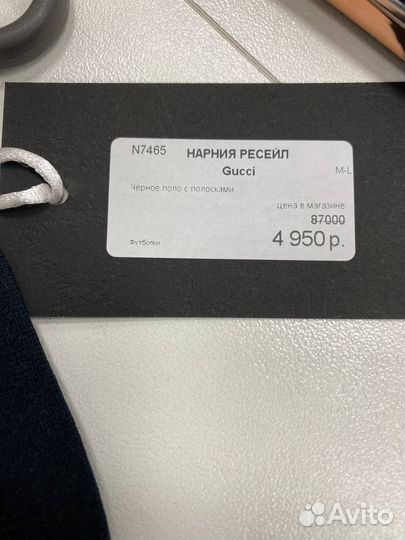 N7465
НАРНИЯ РЕСЕЙЛ
Gucci
M-L
Черное поло с полосками
цена в магазине
87000
4 950 р.
Футболки
Avito